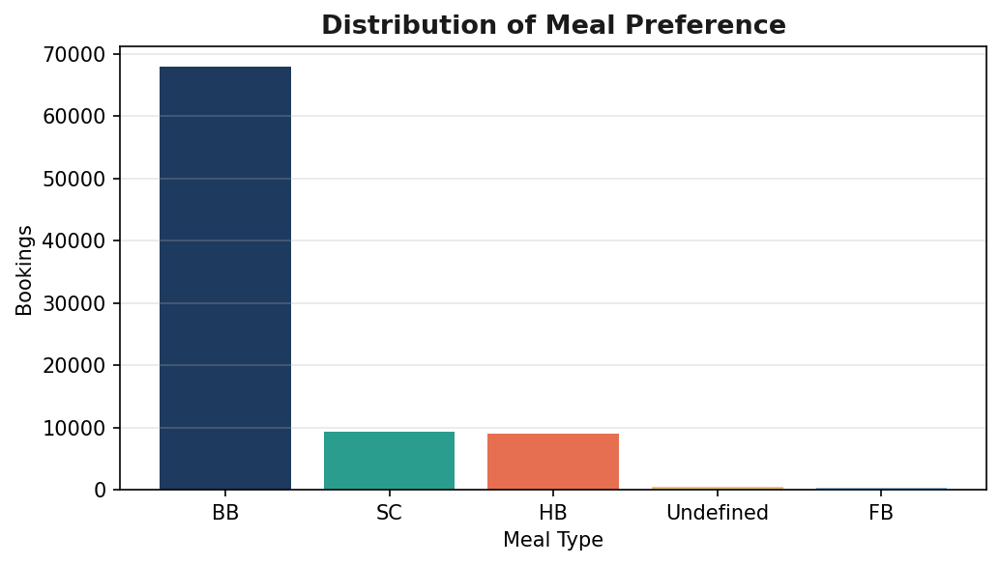 Distribution of Meal Preference
70000
60000
50000
40000
30000
20000
10000
0
Bookings
BB SC HB Undefined FB
Meal Type